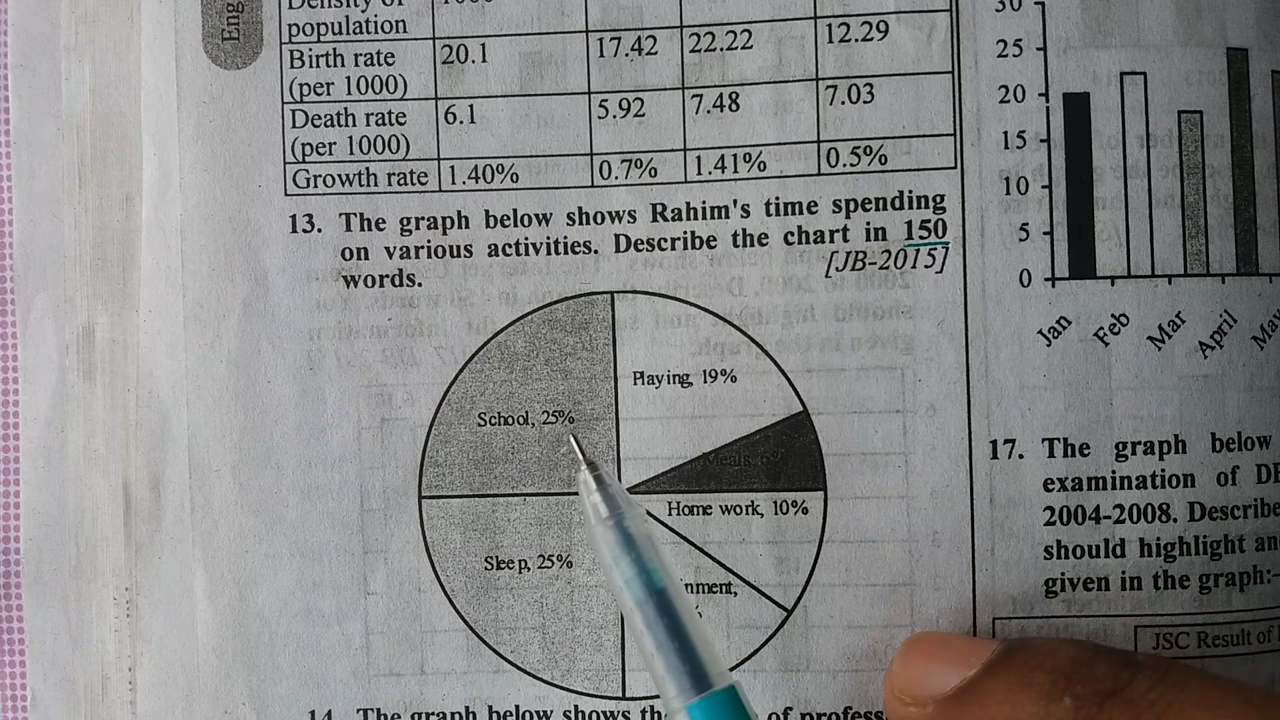 Eng
Density of
population
Birth rate
(per 1000)
20.1
17.42
22.22
12.29
Death rate
(per 1000)
6.1
5.92
7.48
7.03
Growth rate
1.40%
0.7%
1.41%
0.5%
13. The graph below shows Rahim's time spending
on various activities. Describe the chart in 150
words.
[JB-2015]
School, 25%
Playing, 19%
Home work, 10%
nment,
Sleep, 25%
14. The graph below shows
of profess
30
25
20
15
10
5
0
Jan
Feb
Mar
April
May
17. The graph below
examination of
2004-2008. Describe
should highlight an
given in the graph:-
JSC Result of